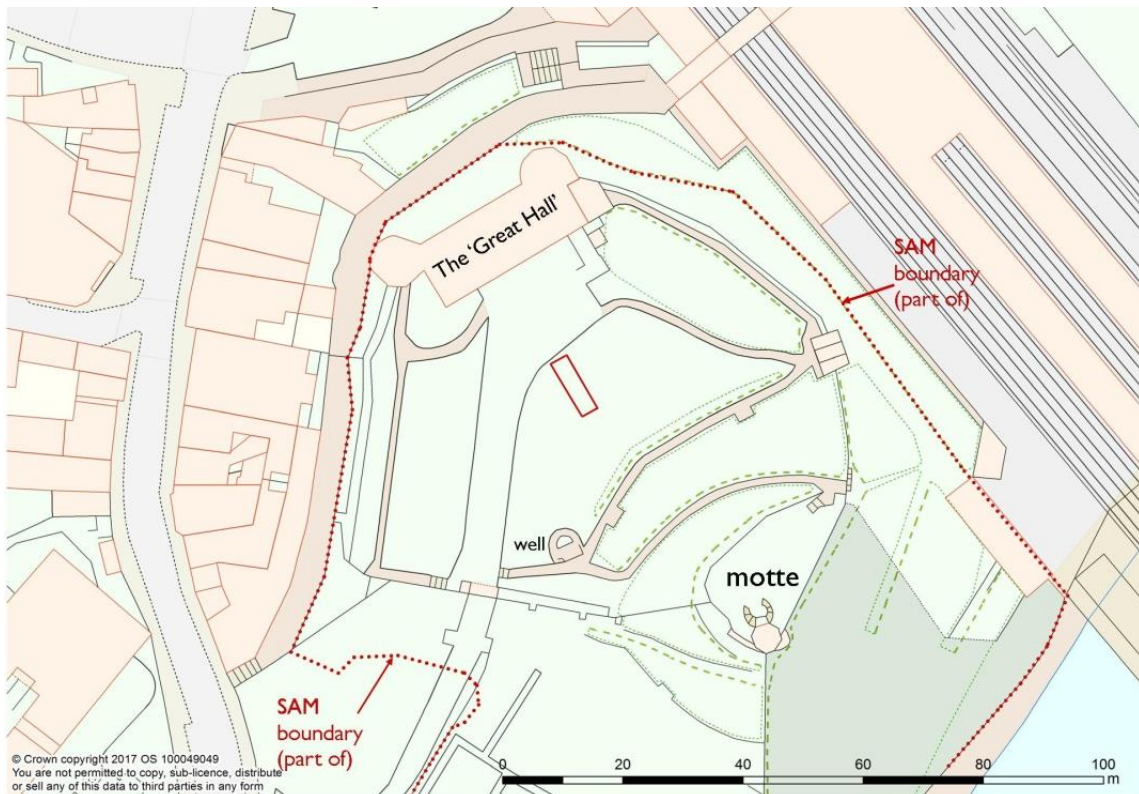 The ‘Great Hall’
SAM
boundary
(part of)
well
motte
SAM
boundary
(part of)
© Crown copyright 2017 OS 100049049
You are not permitted to copy, sub-licence, distribute
or sell any of this data to third parties in any form
0 20 40 60 80 100
m